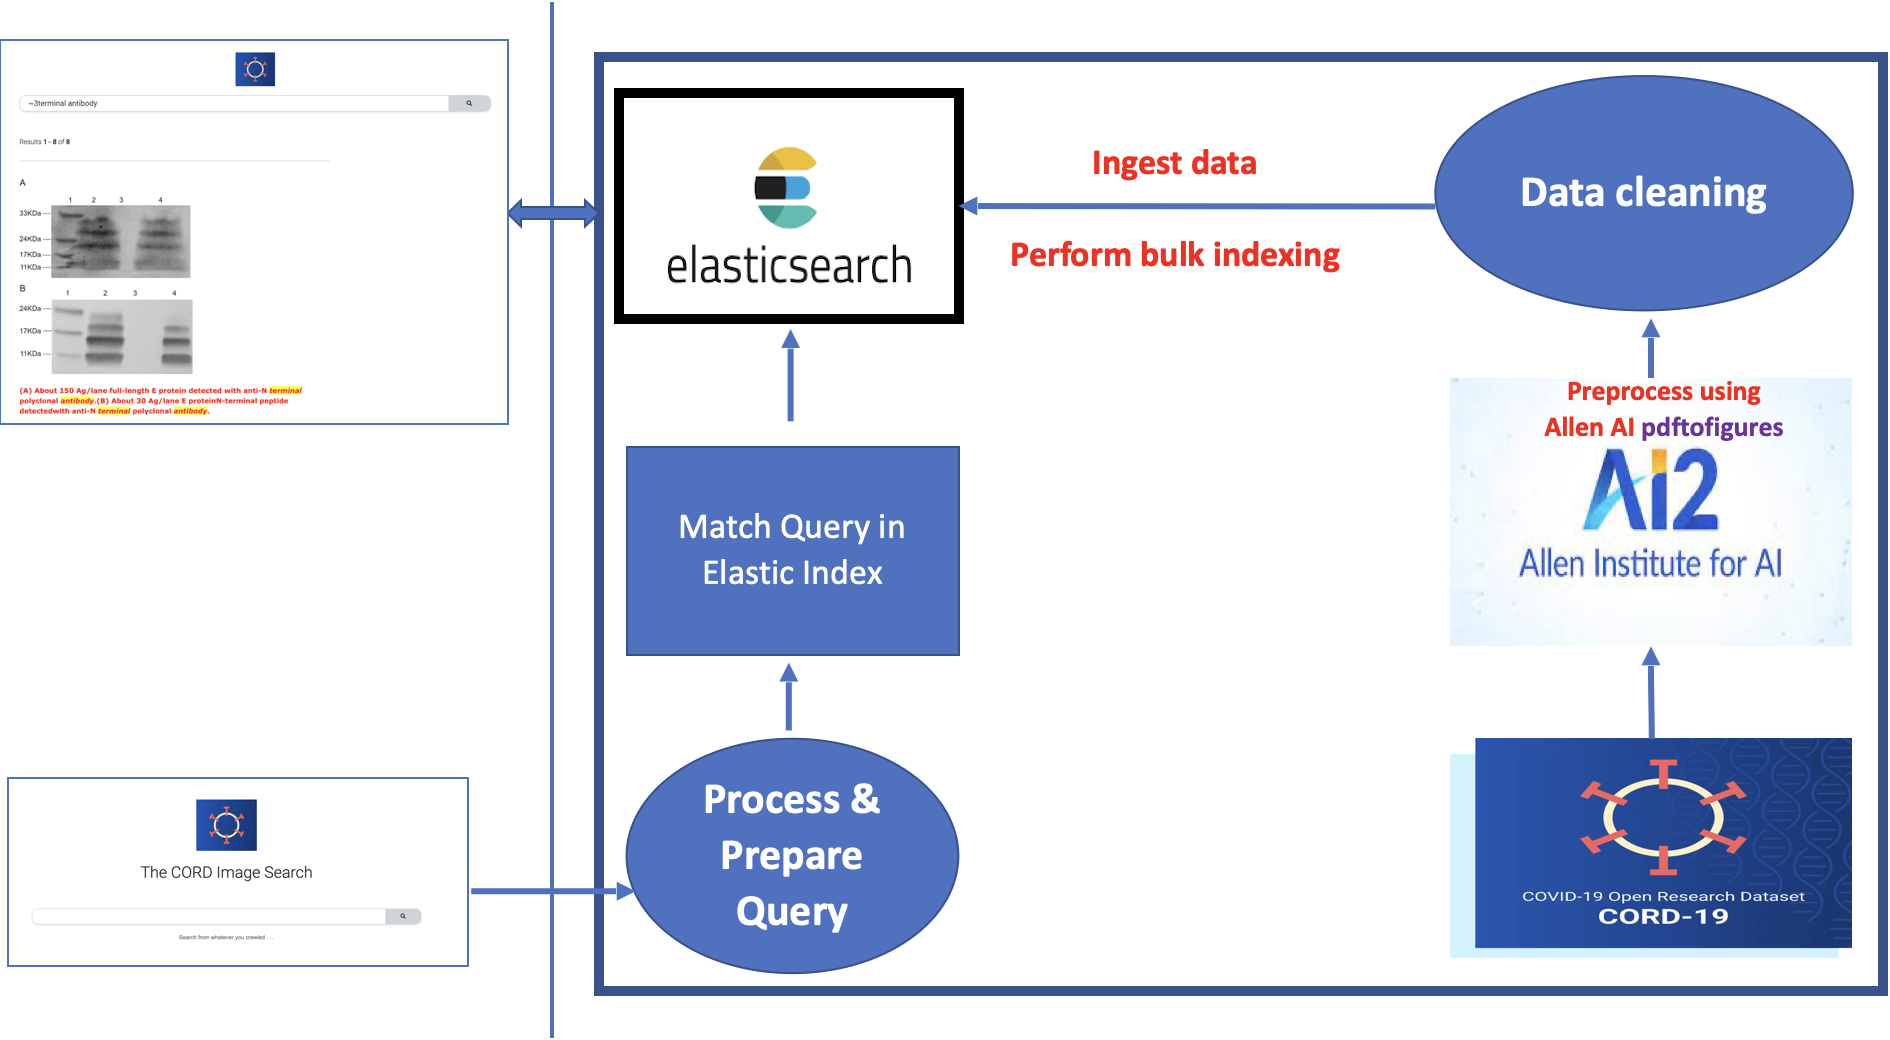 ~3terminal antibody
Results 1 - 8 of 8
A
1 2 3 4
33KDa
24KDa
17KDa
11KDa
B
1 2 3 4
24KDa
17KDa
11KDa
(A) About 150 Ag/lane full-length E protein detected with anti-N terminal
polyclonal antibody.(B) About 30 Ag/lane E proteinN-terminal peptide
detectedwith anti-N terminal polyclonal antibody.
The CORD Image Search
Search from whatever you crawled . . .
elasticsearch
Ingest data
Perform bulk indexing
Data cleaning
Match Query in
Elastic Index
Process &
Prepare
Query
Preprocess using
Allen AI pdftofigures
Ai2
Allen Institute for AI
COVID-19 Open Research Dataset
CORD-19